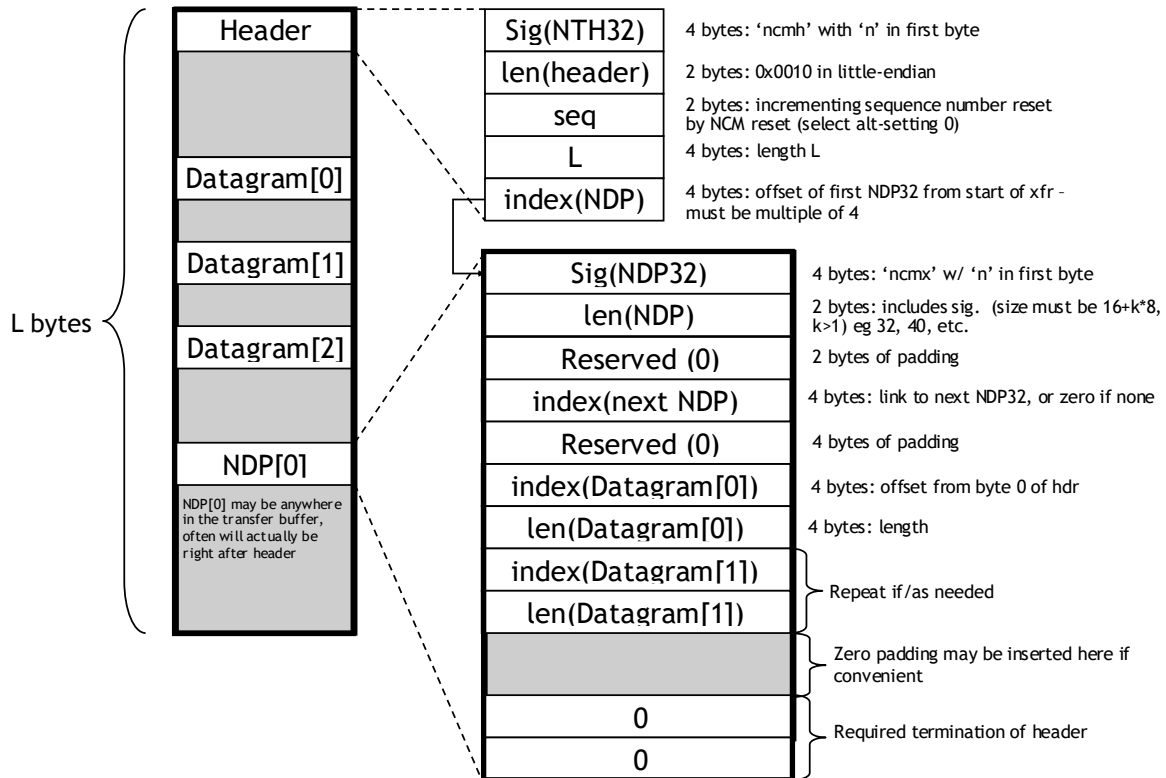 Header
Datagram[0]
Datagram[1]
Datagram[2]
NDP[0]
NDP[0] may be anywhere
in the transfer buffer,
often will actually be
right after header
L bytes
Sig(NTH32)
4 bytes: ‘ncmh’ with ‘n’ in first byte
len(header)
2 bytes: 0x0010 in little-endian
seq
2 bytes: incrementing sequence number reset
by NCM reset (select alt-setting 0)
L
4 bytes: length L
index(NDP)
4 bytes: offset of first NDP32 from start of xfr –
must be multiple of 4
Sig(NDP32)
4 bytes: ‘ncmx’ w/ ‘n’ in first byte
len(NDP)
2 bytes: includes sig. (size must be 16+k*8,
k>1) eg 32, 40, etc.
Reserved (0)
2 bytes of padding
index(next NDP)
4 bytes: link to next NDP32, or zero if none
Reserved (0)
4 bytes of padding
index(Datagram[0])
4 bytes: offset from byte 0 of hdr
len(Datagram[0])
4 bytes: length
index(Datagram[1])
len(Datagram[1])
Repeat if/as needed
Zero padding may be inserted here if
convenient
0
0
Required termination of header